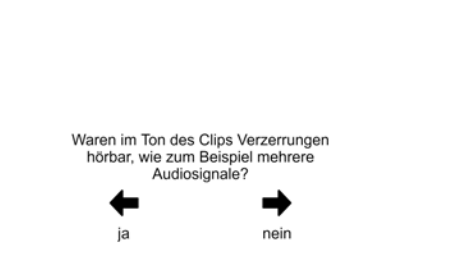 Waren im Ton des Clips Verzerrungen
hörbar, wie zum Beispiel mehrere
Audiosignale?
ja nein